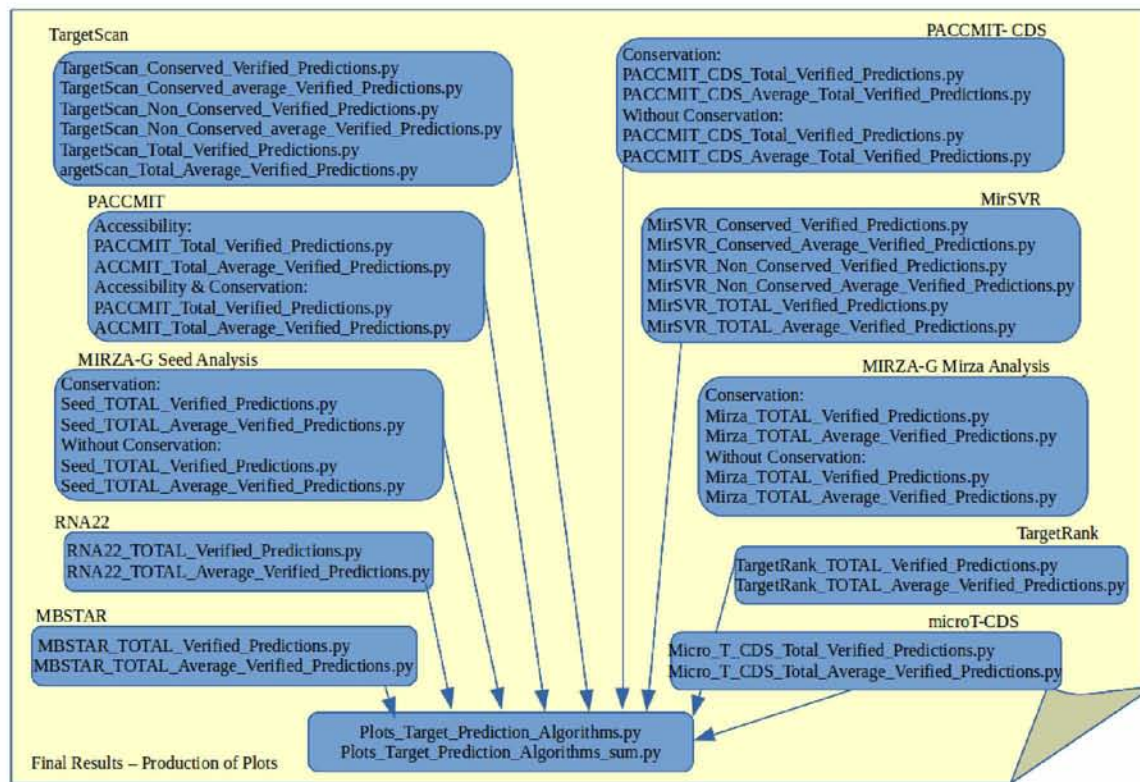 TargetScan
TargetScan_Conserved_Verified_Predictions.py
TargetScan_Conserved_average_Verified_Predictions.py
TargetScan_Non_Conserved_Verified_Predictions.py
TargetScan_Non_Conserved_average_Verified_Predictions.py
TargetScan_Total_Verified_Predictions.py
argetScan_Total_Average_Verified_Predictions.py
PACCMIT
Accessibility:
PACCMIT_Total_Verified_Predictions.py
ACCMIT_Total_Average_Verified_Predictions.py
Accessibility & Conservation:
PACCMIT_Total_Verified_Predictions.py
ACCMIT_Total_Average_Verified_Predictions.py
MIRZA-G Seed Analysis
Conservation:
Seed_TOTAL_Verified_Predictions.py
Seed_TOTAL_Average_Verified_Predictions.py
Without Conservation:
Seed_TOTAL_Verified_Predictions.py
Seed_TOTAL_Average_Verified_Predictions.py
RNA22
RNA22_TOTAL_Verified_Predictions.py
RNA22_TOTAL_Average_Verified_Predictions.py
MBSTAR
MBSTAR_TOTAL_Verified_Predictions.py
MBSTAR_TOTAL_Average_Verified_Predictions.py
PACCMIT- CDS
Conservation:
PACCMIT_CDS_Total_Verified_Predictions.py
PACCMIT_CDS_Average_Total_Verified_Predictions.py
Without Conservation:
PACCMIT_CDS_Total_Verified_Predictions.py
PACCMIT_CDS_Average_Total_Verified_Predictions.py
MirSVR
MirSVR_Conserved_Verified_Predictions.py
MirSVR_Conserved_Average_Verified_Predictions.py
MirSVR_Non_Conserved_Verified_Predictions.py
MirSVR_Non_Conserved_Average_Verified_Predictions.py
MirSVR_TOTAL_Verified_Predictions.py
MirSVR_TOTAL_Average_Verified_Predictions.py
MIRZA-G Mirza Analysis
Conservation:
Mirza_TOTAL_Verified_Predictions.py
Mirza_TOTAL_Average_Verified_Predictions.py
Without Conservation:
Mirza_TOTAL_Verified_Predictions.py
Mirza_TOTAL_Average_Verified_Predictions.py
TargetRank
TargetRank_TOTAL_Verified_Predictions.py
TargetRank_TOTAL_Average_Verified_Predictions.py
microT-CDS
Micro_T_CDS_Total_Verified_Predictions.py
Micro_T_CDS_Total_Average_Verified_Predictions.py
Plots_Target_Prediction_Algorithms.py
Plots_Target_Prediction_Algorithms_sum.py
Final Results – Production of Plots